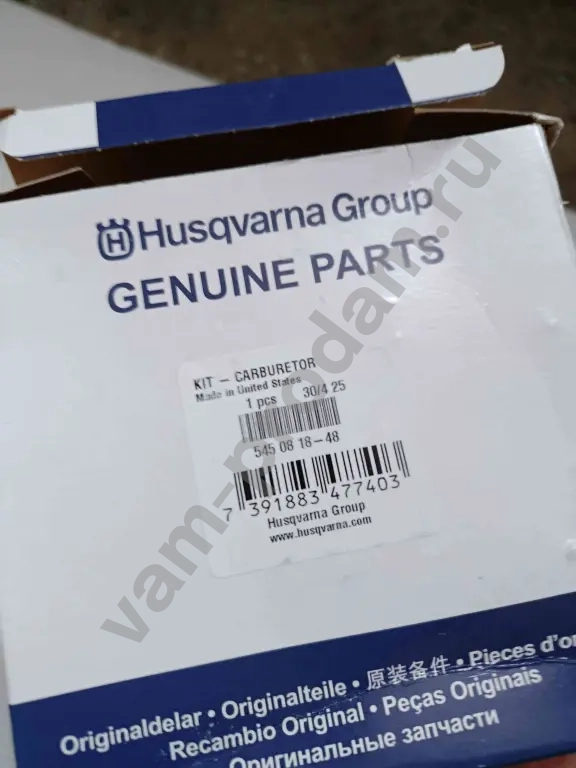 Husqvarna Group
GENUINE PARTS
KIT - CARBURETOR
Made in United States
1 pcs 30/4 25
545 08 18-48
7 391883 477403
Husqvarna Group
www.husqvarna.com
Originaldelar • Originalteile • 原装备件 • Pieces d'or
Recambio Original • Peças Originais
Оригинальные запчасти
vam-prodam.ru